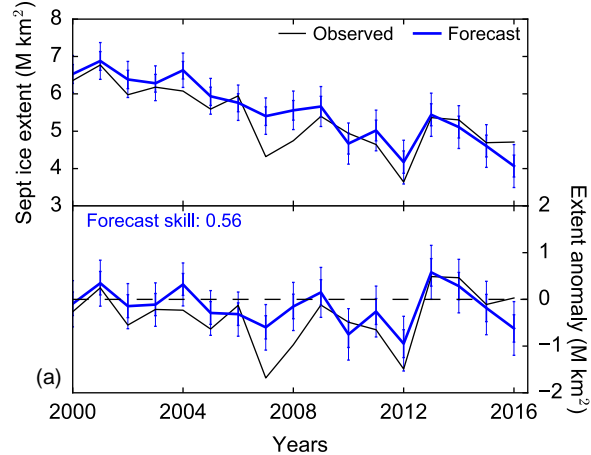 Observed Forecast
Sept ice extent (M km²)
8
7
6
5
4
3
Forecast skill: 0.56
2
1
0
−1
−2
Extent anomaly (M km²)
(a)
2000 2004 2008 2012 2016
Years